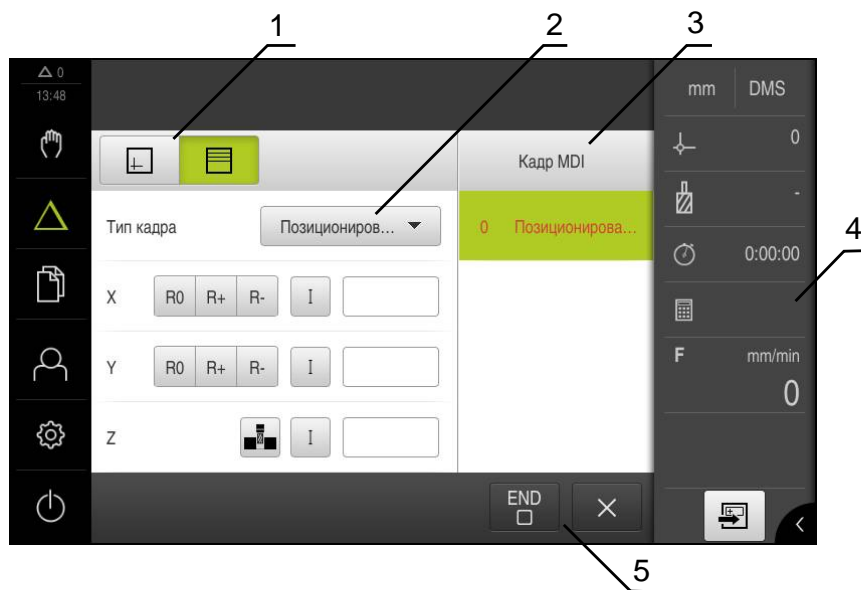 1
2
3
△ 0
13:48
mm DMS
0
Кадр MDI
-
Тип кадра Позициониров... 0 Позиционирова...
4
0:00:00
X R0 R+ R- I
Y R0 R+ R- I
F mm/min
0
Z I
END
5